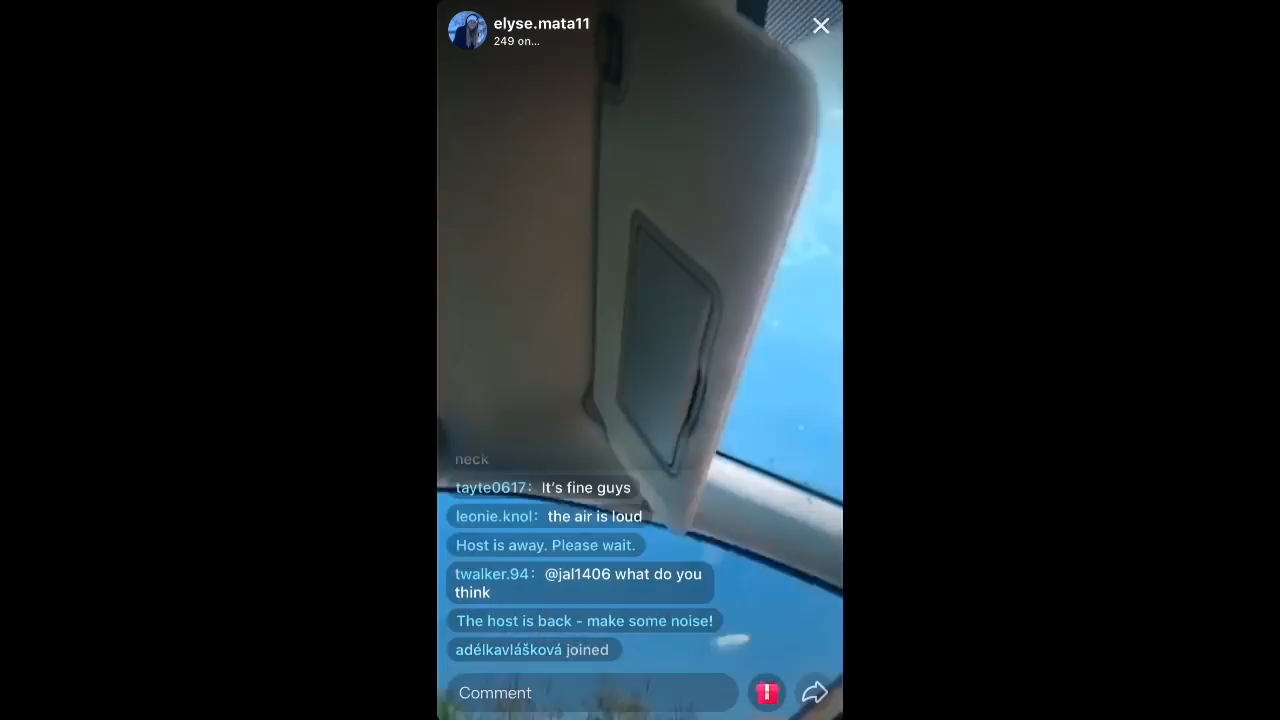 elyse.mata11
249 on...
neck
tayte0617: It's fine guys
leonie.knol: the air is loud
Host is away. Please wait.
twalker.94: @jal1406 what do you
think
The host is back - make some noise!
adélkavlášková joined
Comment